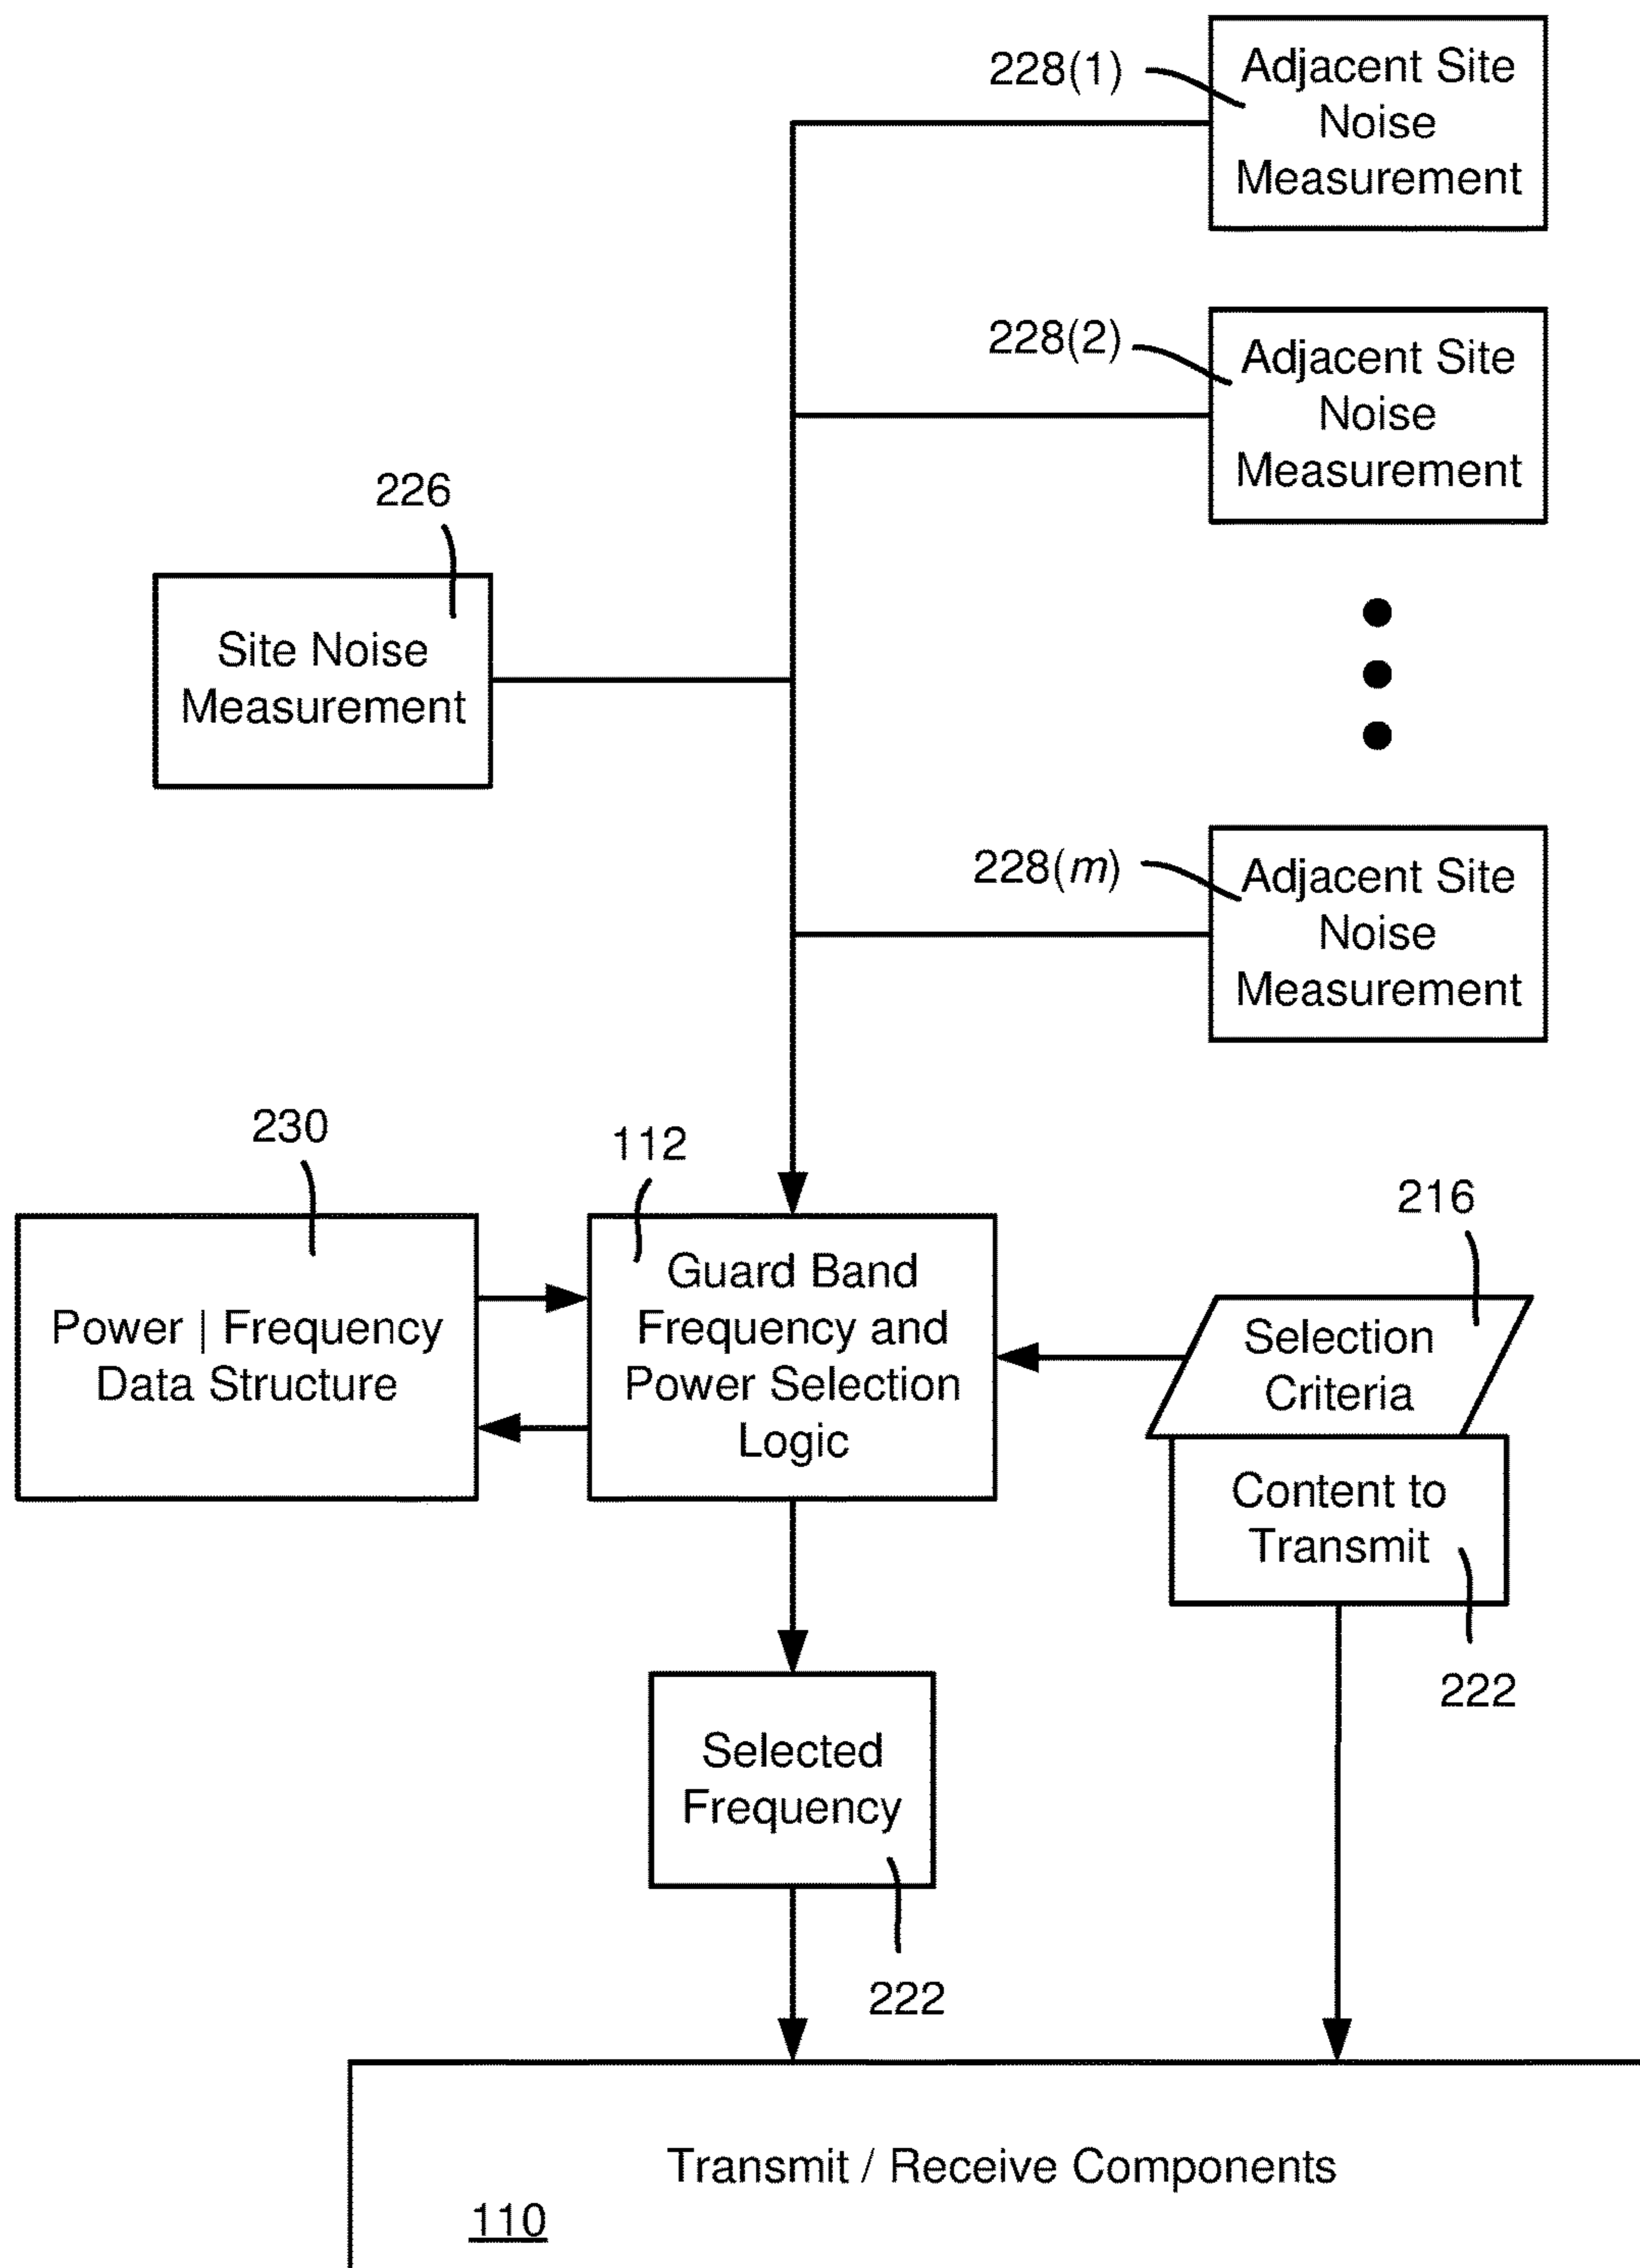 228(1)
Adjacent Site
Noise
Measurement
228(2)
Adjacent Site
Noise
Measurement
226
Site Noise
Measurement
228(m)
Adjacent Site
Noise
Measurement
230
Power | Frequency
Data Structure
112
Guard Band
Frequency and
Power Selection
Logic
216
Selection
Criteria
Content to
Transmit
222
Selected
Frequency
222
Transmit / Receive Components
110